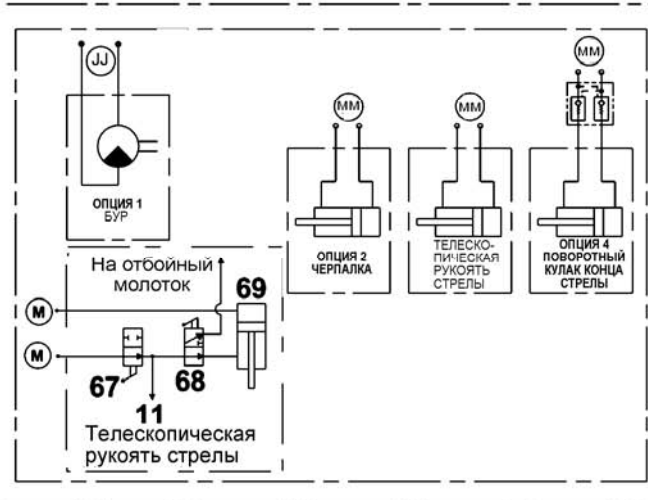 JJ
ОПЦИЯ 1
БУР
MM
ОПЦИЯ 2
ЧЕРПАЛКА
MM
ТЕЛЕСКО-
ПИЧЕСКАЯ
РУКОЯТЬ
СТРЕЛЫ
MM
ОПЦИЯ 4
ПОВОРОТНЫЙ
КУЛАК КОНЦА
СТРЕЛЫ
На отбойный
молоток
69
M
M
67
68
11
Телескопическая
рукоять стрелы